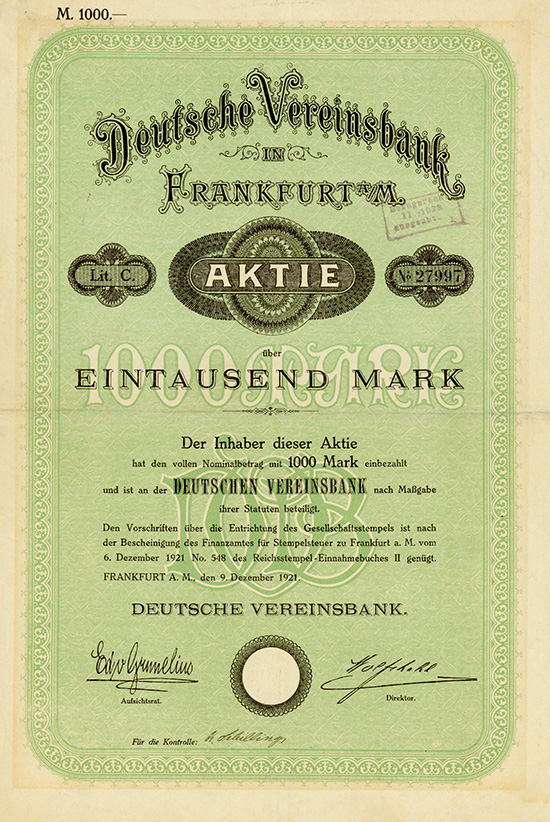 M. 1000.—
Deutsche Vereinsbank
IN
FRANKFURT A/M.
Lit. C.
AKTIE
No 27997
über
1000 MARK
EINTAUSEND MARK
Der Inhaber dieser Aktie
hat den vollen Nominalbetrag mit 1000 Mark einbezahlt
und ist an der DEUTSCHEN VEREINSBANK nach Maßgabe
ihrer Statuten beteiligt.
Den Vorschriften über die Entrichtung des Gesellschaftsstempels ist nach
der Bescheinigung des Finanzamtes für Stempelsteuer zu Frankfurt a. M. vom
6. Dezember 1921 No. 548 des Reichsstempel-Einnahmebuches II genügt.
FRANKFURT A. M., den 9. Dezember 1921.
DEUTSCHE VEREINSBANK.
Aufsichtsrat.
Direktor.
Für die Kontrolle: